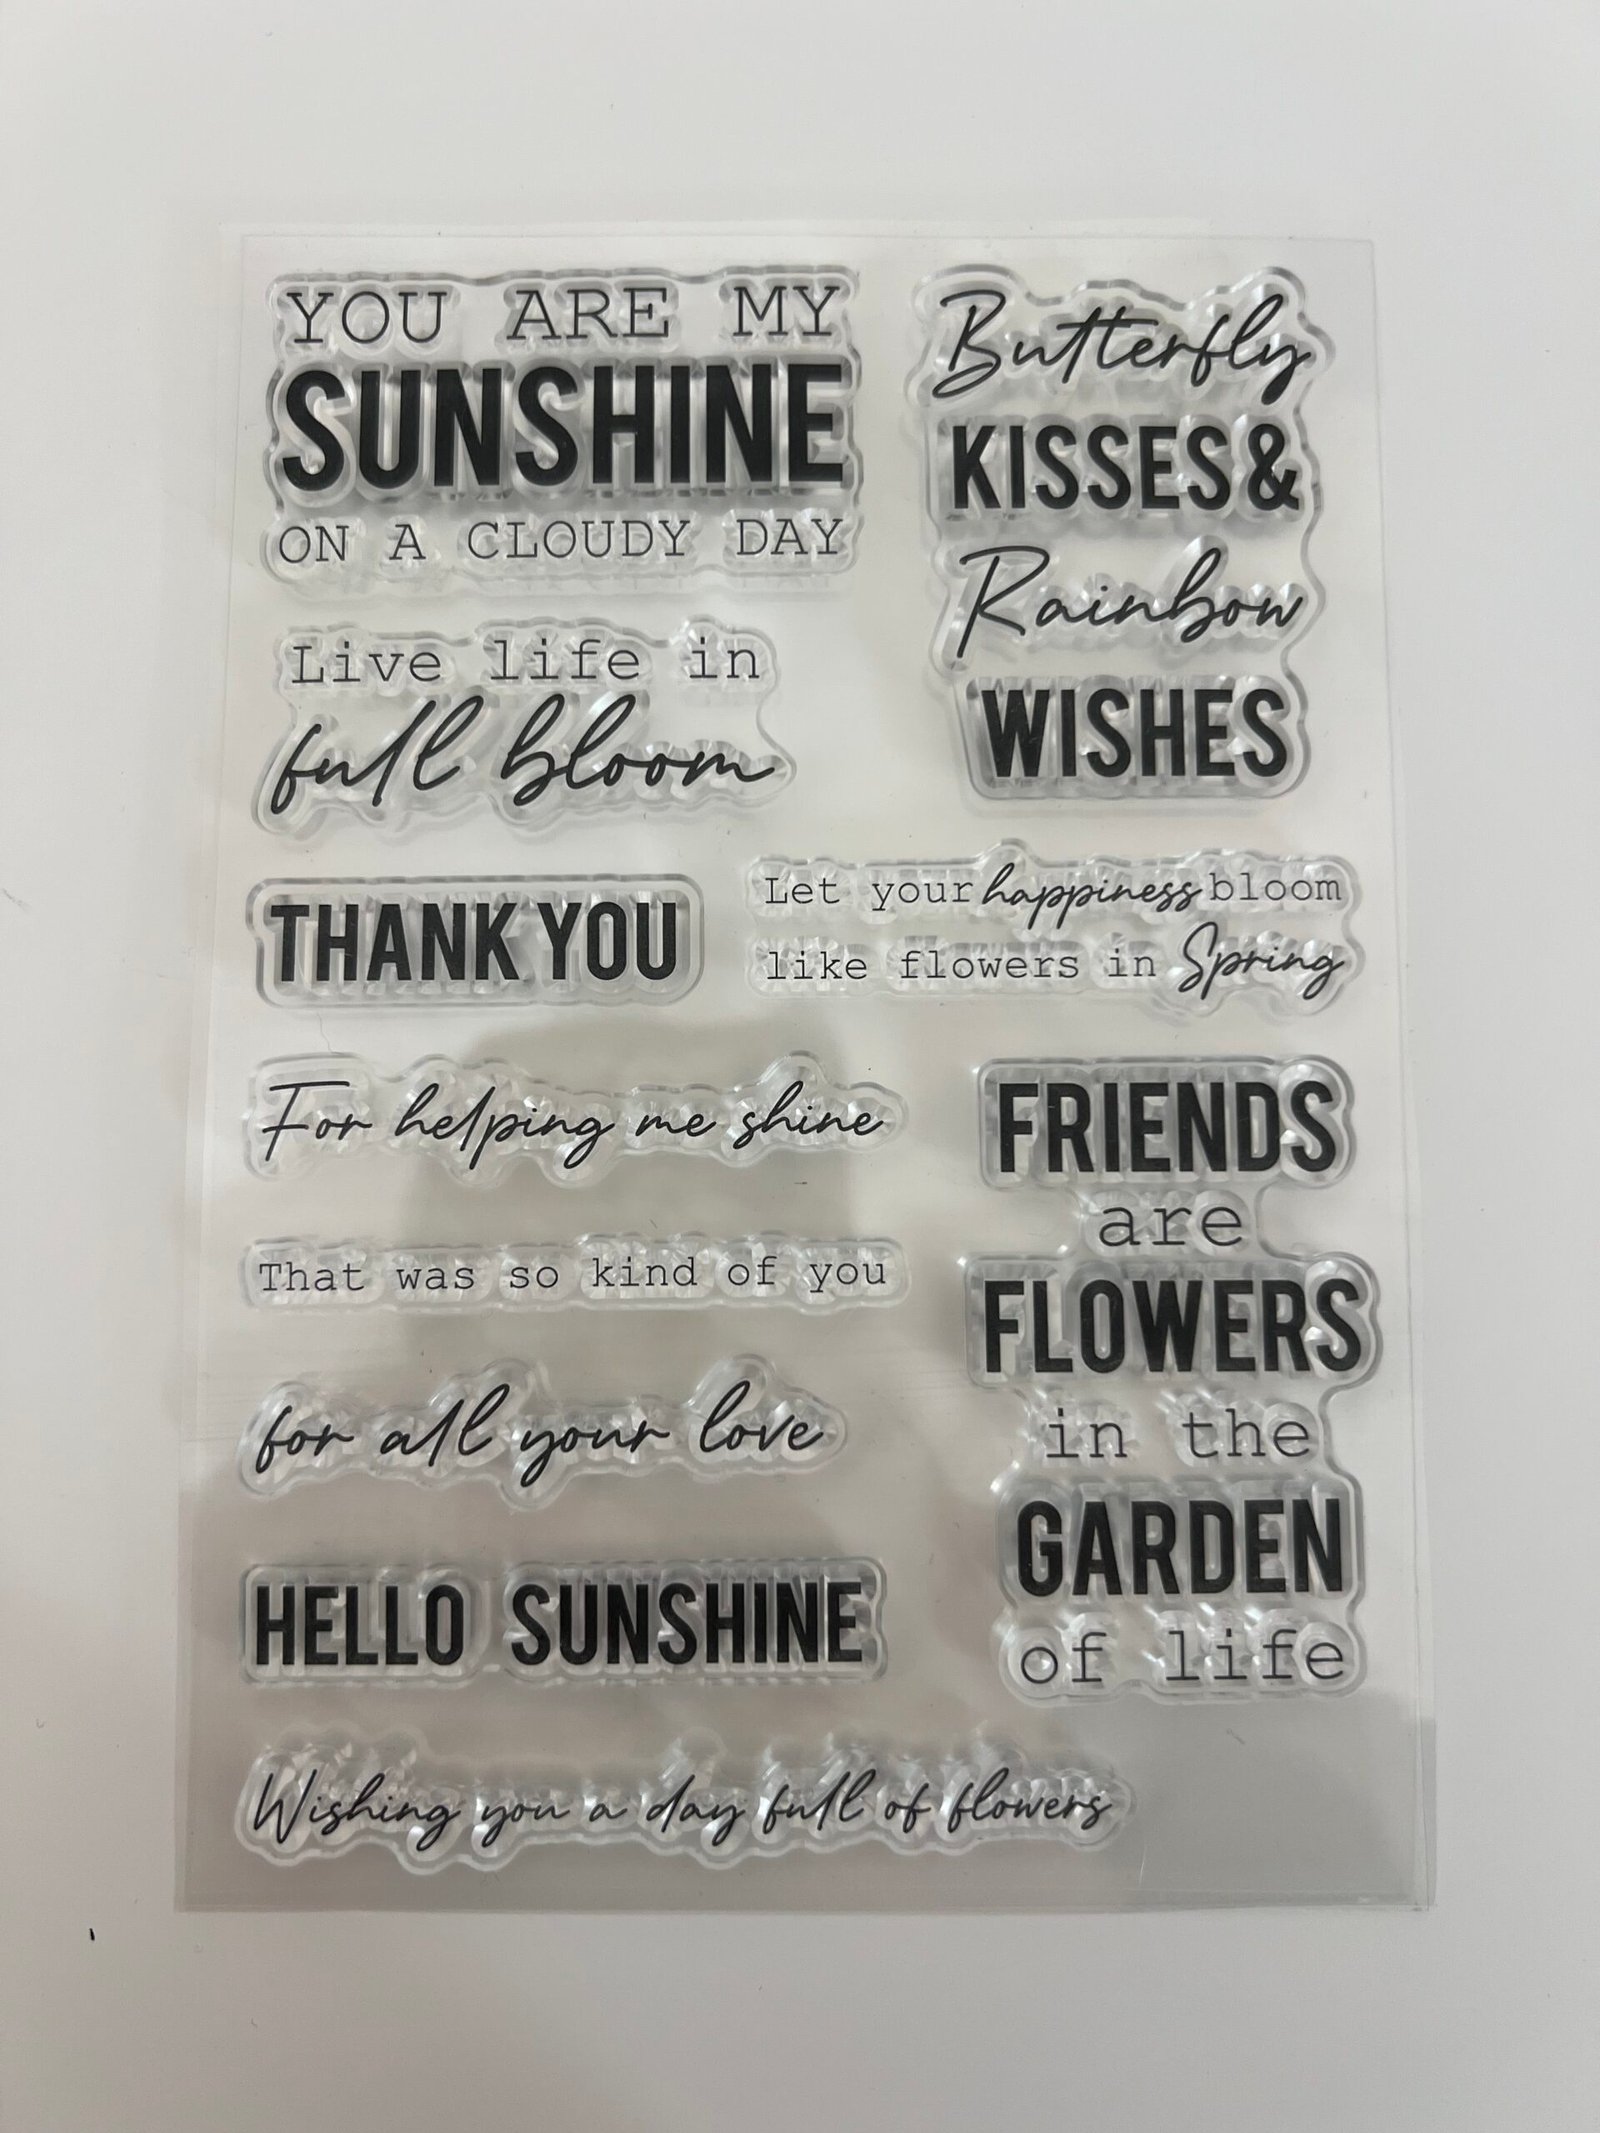 YOU ARE MY
SUNSHINE
ON A CLOUDY DAY
Butterfly
KISSES &
Rainbow
WISHES
Live life in
full bloom
THANK YOU
Let your happiness bloom
like flowers in Spring
For helping me shine
That was so kind of you
for all your love
FRIENDS
are
FLOWERS
in the
GARDEN
of life
HELLO SUNSHINE
Wishing you a day full of flowers